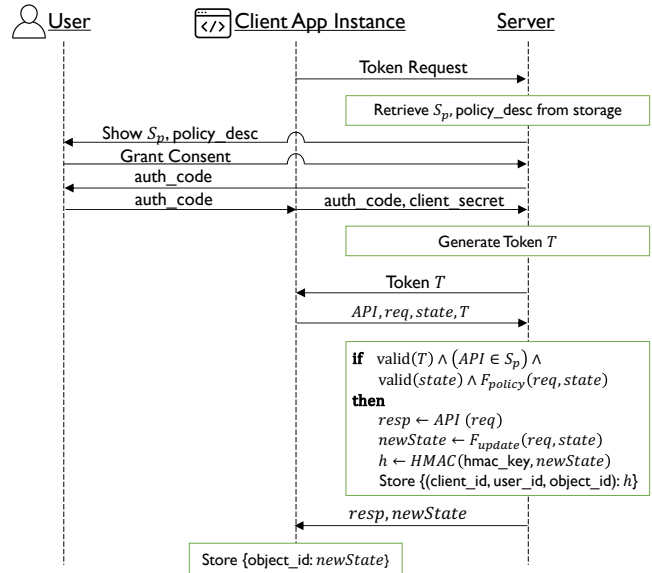 User
</> Client App Instance
Server
Token Request
Retrieve S_p, policy_desc from storage
Show S_p, policy_desc
Grant Consent
auth_code
auth_code
auth_code, client_secret
Generate Token T
Token T
API, req, state, T
if valid(T) ∧ (API ∈ S_p) ∧
valid(state) ∧ F_policy(req, state)
then
resp ← API (req)
newState ← F_update(req, state)
h ← HMAC(hmac_key, newState)
Store {(client_id, user_id, object_id): h}
resp, newState
Store {object_id: newState}